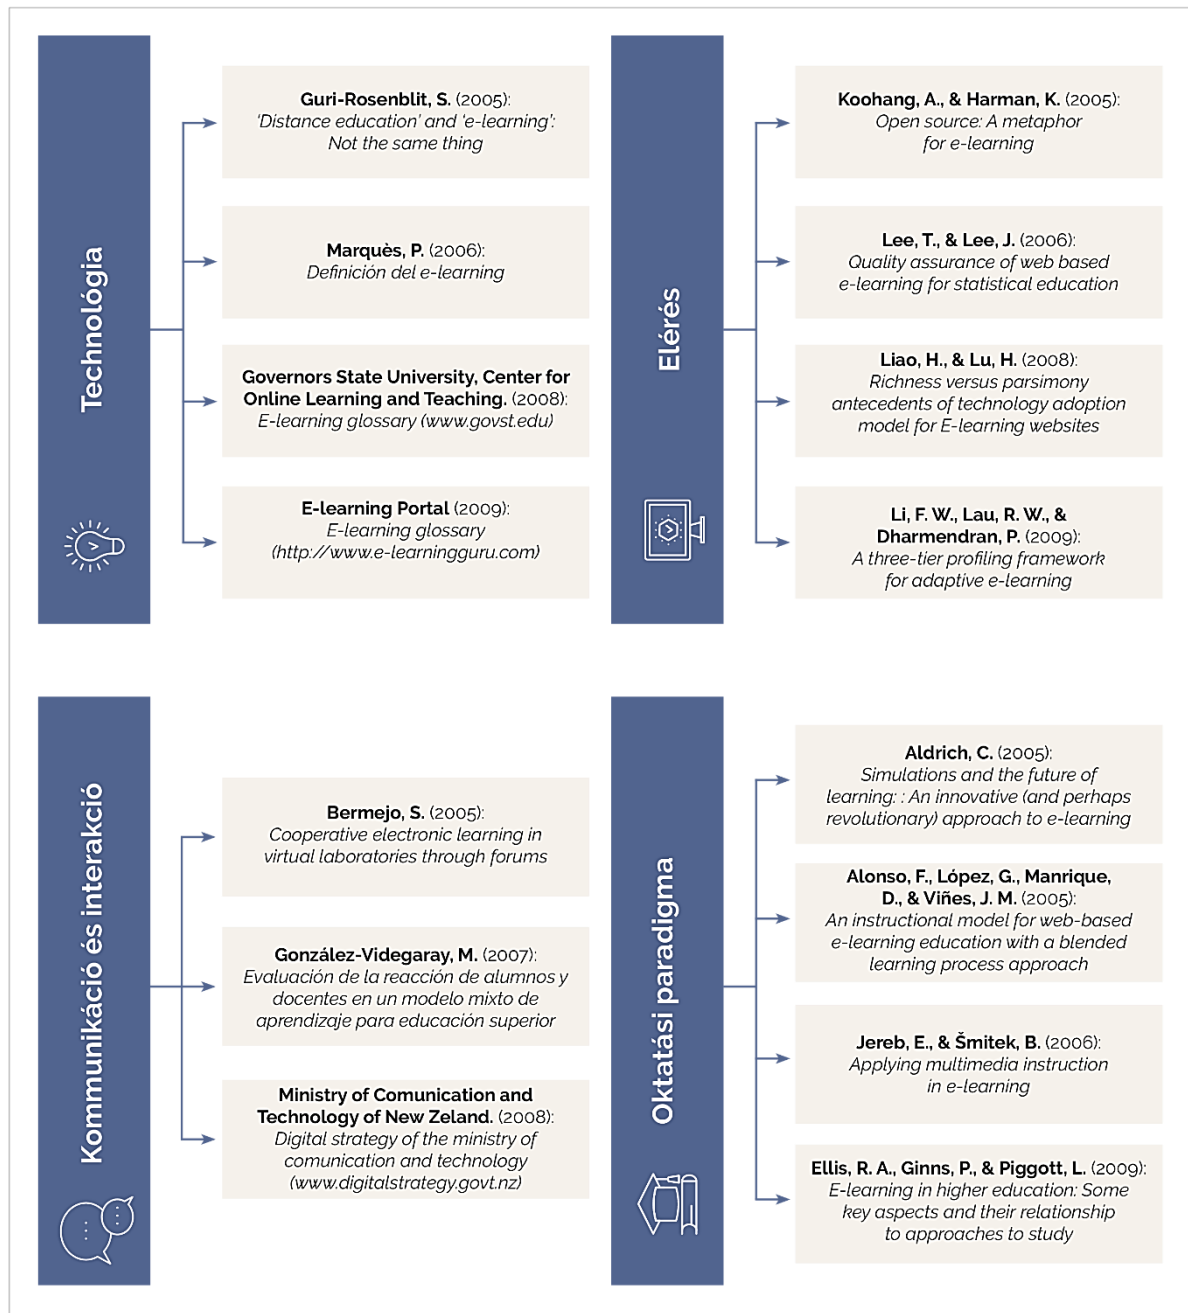 Technológia
Guri-Rosenblit, S. (2005):
‘Distance education’ and ‘e-learning’:
Not the same thing
Marquès, P. (2006):
Definición del e-learning
Governors State University, Center for
Online Learning and Teaching. (2008):
E-learning glossary (www.govst.edu)
E-learning Portal (2009):
E-learning glossary
(http://www.e-learningguru.com)
Elérés
Koohang, A., & Harman, K. (2005):
Open source: A metaphor
for e-learning
Lee, T., & Lee, J. (2006):
Quality assurance of web based
e-learning for statistical education
Liao, H., & Lu, H. (2008):
Richness versus parsimony
antecedents of technology adoption
model for E-learning websites
Li, F. W., Lau, R. W., &
Dharmendran, P. (2009):
A three-tier profiling framework
for adaptive e-learning
Kommunikáció és interakció
Bermejo, S. (2005):
Cooperative electronic learning in
virtual laboratories through forums
González-Videgaray, M. (2007):
Evaluación de la reacción de alumnos y
docentes en un modelo mixto de
aprendizaje para educación superior
Ministry of Comunication and
Technology of New Zeland. (2008):
Digital strategy of the ministry of
comunication and technology
(www.digitalstrategy.govt.nz)
Oktatási paradigma
Aldrich, C. (2005):
Simulations and the future of
learning: : An innovative (and perhaps
revolutionary) approach to e-learning
Alonso, F., López, G., Manrique,
D., & Viñes, J. M. (2005):
An instructional model for web-based
e-learning education with a blended
learning process approach
Jereb, E., & Šmitek, B. (2006):
Applying multimedia instruction
in e-learning
Ellis, R. A., Ginns, P., & Piggott, L. (2009):
E-learning in higher education: Some
key aspects and their relationship
to approaches to study